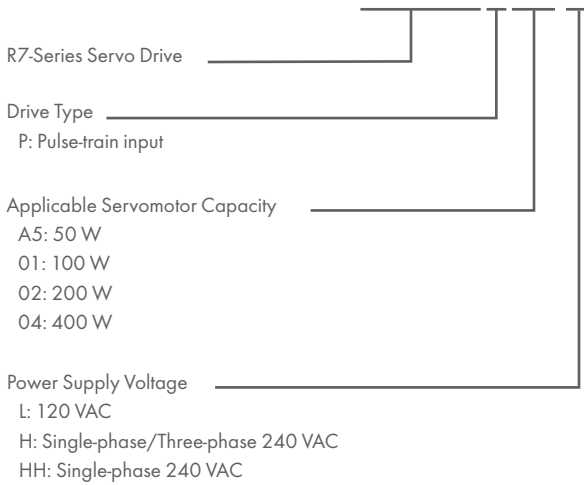 R7-Series Servo Drive
Drive Type
P: Pulse-train input
Applicable Servomotor Capacity
A5: 50 W
01: 100 W
02: 200 W
04: 400 W
Power Supply Voltage
L: 120 VAC
H: Single-phase/Three-phase 240 VAC
HH: Single-phase 240 VAC